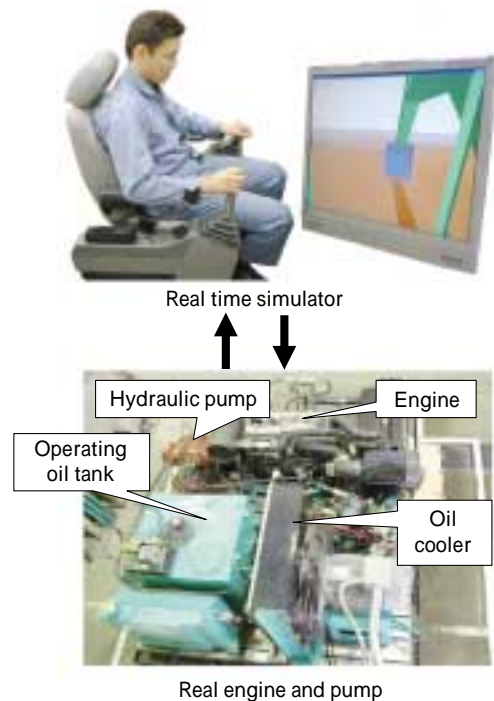 Real time simulator
Hydraulic pump
Engine
Operating
oil tank
Oil
cooler
Real engine and pump